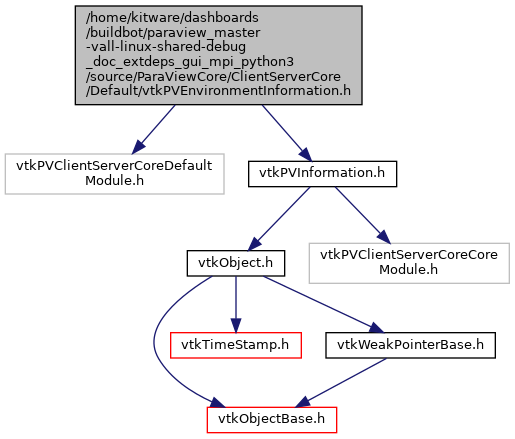 /home/kitware/dashboards
/buildbot/paraview_master
-vall-linux-shared-debug
_doc_extdeps_gui_mpi_python3
/source/ParaViewCore/ClientServerCore
/Default/vtkPVEnvironmentInformation.h
vtkPVClientServerCoreDefault
Module.h
vtkPVInformation.h
vtkObject.h
vtkPVClientServerCoreCore
Module.h
vtkTimeStamp.h
vtkWeakPointerBase.h
vtkObjectBase.h